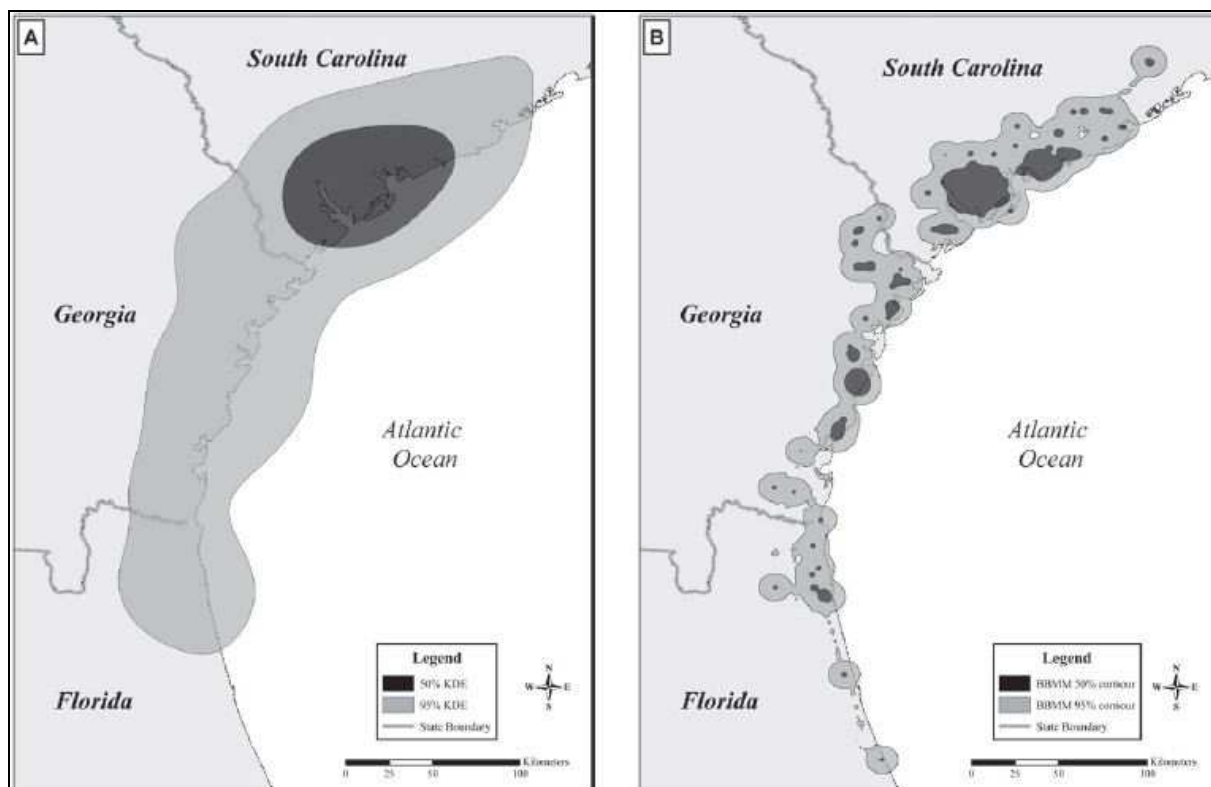 A
South Carolina
Georgia
Atlantic
Ocean
Florida
Legend
50% KDE
95% KDE
State Boundary
N
W E
S
Kilometers
0 25 50 100
B
South Carolina
Georgia
Atlantic
Ocean
Florida
Legend
BBMM 50% contour
BBMM 95% contour
State Boundary
N
W E
S
Kilometers
0 25 50 100